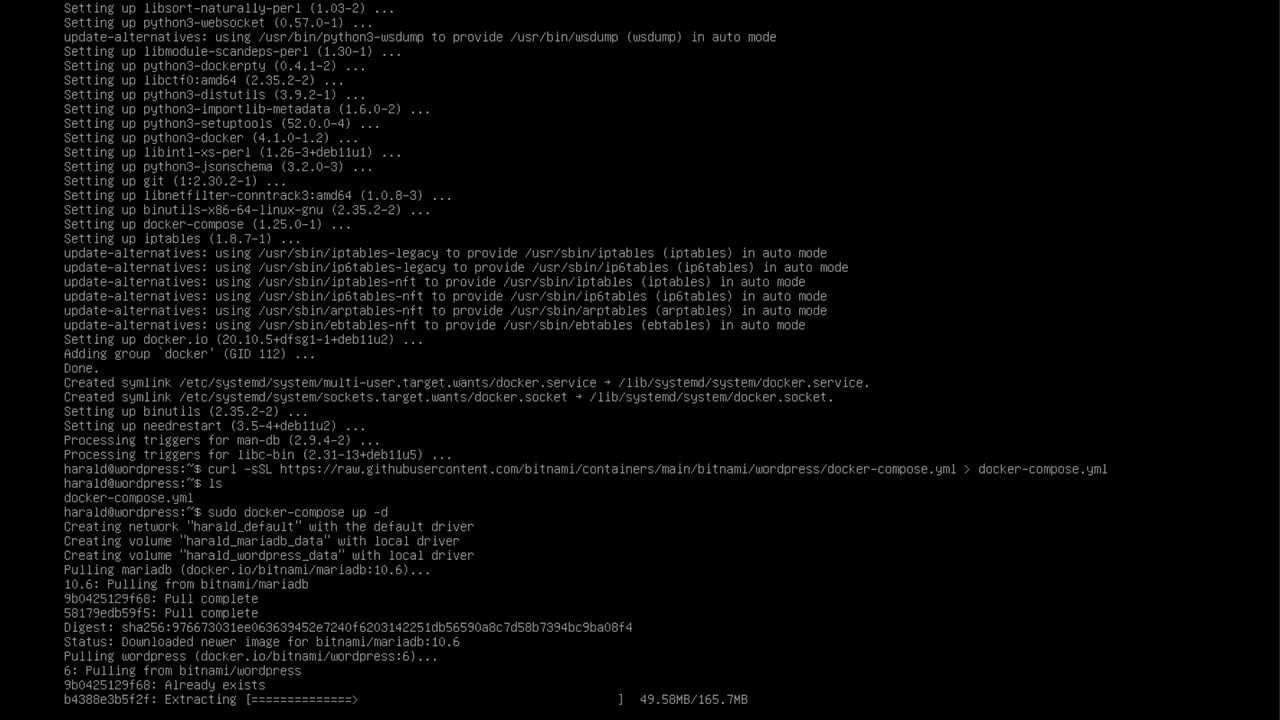 Setting up libsort-naturally-perl (1.03-2) ...
Setting up python3-websocket (0.57.0-1) ...
update-alternatives: using /usr/bin/python3-wsdump to provide /usr/bin/wsdump (wsdump) in auto mode
Setting up libmodule-scandeps-perl (1.30-1) ...
Setting up python3-dockerpty (0.4.1-2) ...
Setting up libctf0:amd64 (2.35.2-2) ...
Setting up python3-distutils (3.9.2-1) ...
Setting up python3-importlib-metadata (1.6.0-2) ...
Setting up python3-setuptools (52.0.0-4) ...
Setting up python3-docker (4.1.0-1.2) ...
Setting up libintl-xs-perl (1.26-3+deb11u1) ...
Setting up python3-jsonschema (3.2.0-3) ...
Setting up git (1:2.30.2-1) ...
Setting up libnetfilter-conntrack3:amd64 (1.0.8-3) ...
Setting up binutils-x86-64-linux-gnu (2.35.2-2) ...
Setting up docker-compose (1.25.0-1) ...
Setting up iptables (1.8.7-1) ...
update-alternatives: using /usr/sbin/iptables-legacy to provide /usr/sbin/iptables (iptables) in auto mode
update-alternatives: using /usr/sbin/ip6tables-legacy to provide /usr/sbin/ip6tables (ip6tables) in auto mode
update-alternatives: using /usr/sbin/iptables-nft to provide /usr/sbin/iptables (iptables) in auto mode
update-alternatives: using /usr/sbin/ip6tables-nft to provide /usr/sbin/ip6tables (ip6tables) in auto mode
update-alternatives: using /usr/sbin/arptables-nft to provide /usr/sbin/arptables (arptables) in auto mode
update-alternatives: using /usr/sbin/ebtables-nft to provide /usr/sbin/ebtables (ebtables) in auto mode
Setting up docker.io (20.10.5+dfsg1-1+deb11u2) ...
Adding group `docker' (GID 112) ...
Done.
Created symlink /etc/systemd/system/multi-user.target.wants/docker.service → /lib/systemd/system/docker.service.
Created symlink /etc/systemd/system/sockets.target.wants/docker.socket → /lib/systemd/system/docker.socket.
Setting up binutils (2.35.2-2) ...
Setting up needrestart (3.5-4+deb11u2) ...
Processing triggers for man-db (2.9.4-2) ...
Processing triggers for libc-bin (2.31-13+deb11u5) ...
harald@wordpress:~$ curl -sSL https://raw.githubusercontent.com/bitnami/containers/main/bitnami/wordpress/docker-compose.yml > docker-compose.yml
harald@wordpress:~$ ls
docker-compose.yml
harald@wordpress:~$ sudo docker-compose up -d
Creating network "harald_default" with the default driver
Creating volume "harald_mariadb_data" with local driver
Creating volume "harald_wordpress_data" with local driver
Pulling mariadb (docker.io/bitnami/mariadb:10.6)...
10.6: Pulling from bitnami/mariadb
9b0425129f68: Pull complete
58179edb59f5: Pull complete
Digest: sha256:976673031ee063639452e7240f6203142251db56590a8c7d58b7394bc9ba08f4
Status: Downloaded newer image for bitnami/mariadb:10.6
Pulling wordpress (docker.io/bitnami/wordpress:6)...
6: Pulling from bitnami/wordpress
9b0425129f68: Already exists
b4388e3b5f2f: Extracting [==============>                                    ]  49.58MB/165.7MB